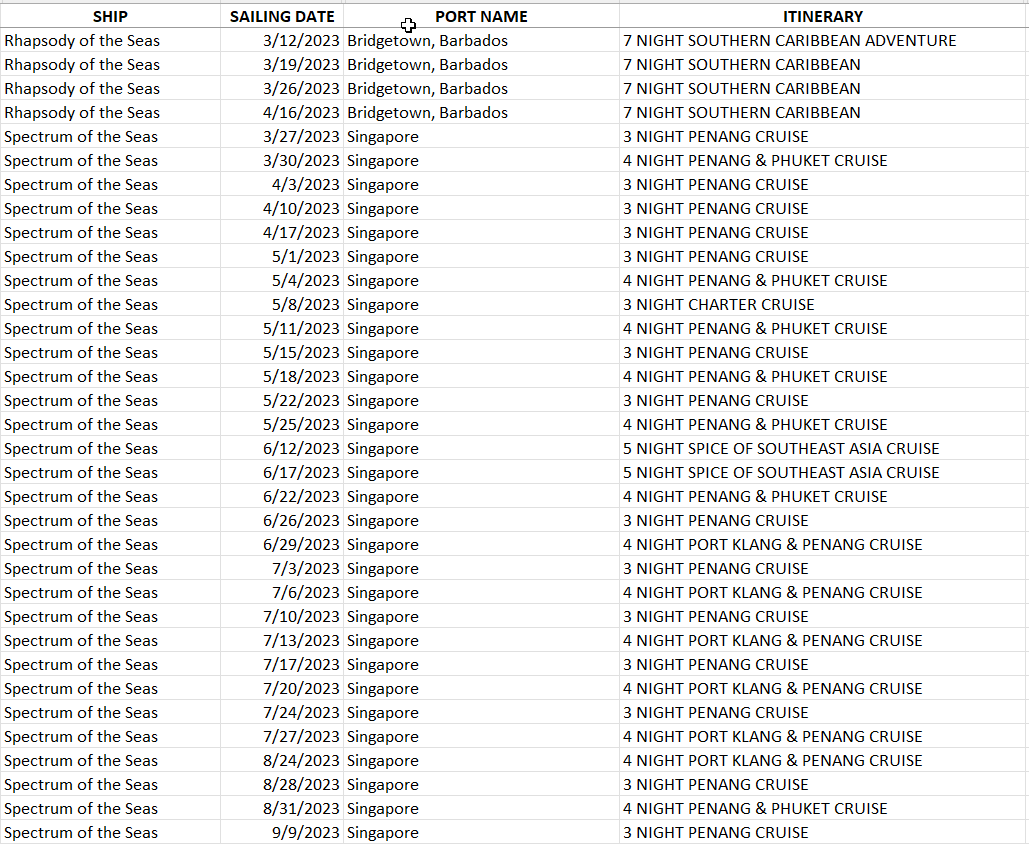 SHIP SAILING DATE PORT NAME ITINERARY
Rhapsody of the Seas 3/12/2023 Bridgetown, Barbados 7 NIGHT SOUTHERN CARIBBEAN ADVENTURE
Rhapsody of the Seas 3/19/2023 Bridgetown, Barbados 7 NIGHT SOUTHERN CARIBBEAN
Rhapsody of the Seas 3/26/2023 Bridgetown, Barbados 7 NIGHT SOUTHERN CARIBBEAN
Rhapsody of the Seas 4/16/2023 Bridgetown, Barbados 7 NIGHT SOUTHERN CARIBBEAN
Spectrum of the Seas 3/27/2023 Singapore 3 NIGHT PENANG CRUISE
Spectrum of the Seas 3/30/2023 Singapore 4 NIGHT PENANG & PHUKET CRUISE
Spectrum of the Seas 4/3/2023 Singapore 3 NIGHT PENANG CRUISE
Spectrum of the Seas 4/10/2023 Singapore 3 NIGHT PENANG CRUISE
Spectrum of the Seas 4/17/2023 Singapore 3 NIGHT PENANG CRUISE
Spectrum of the Seas 5/1/2023 Singapore 3 NIGHT PENANG CRUISE
Spectrum of the Seas 5/4/2023 Singapore 4 NIGHT PENANG & PHUKET CRUISE
Spectrum of the Seas 5/8/2023 Singapore 3 NIGHT CHARTER CRUISE
Spectrum of the Seas 5/11/2023 Singapore 4 NIGHT PENANG & PHUKET CRUISE
Spectrum of the Seas 5/15/2023 Singapore 3 NIGHT PENANG CRUISE
Spectrum of the Seas 5/18/2023 Singapore 4 NIGHT PENANG & PHUKET CRUISE
Spectrum of the Seas 5/22/2023 Singapore 3 NIGHT PENANG CRUISE
Spectrum of the Seas 5/25/2023 Singapore 4 NIGHT PENANG & PHUKET CRUISE
Spectrum of the Seas 6/12/2023 Singapore 5 NIGHT SPICE OF SOUTHEAST ASIA CRUISE
Spectrum of the Seas 6/17/2023 Singapore 5 NIGHT SPICE OF SOUTHEAST ASIA CRUISE
Spectrum of the Seas 6/22/2023 Singapore 4 NIGHT PENANG & PHUKET CRUISE
Spectrum of the Seas 6/26/2023 Singapore 3 NIGHT PENANG CRUISE
Spectrum of the Seas 6/29/2023 Singapore 4 NIGHT PORT KLANG & PENANG CRUISE
Spectrum of the Seas 7/3/2023 Singapore 3 NIGHT PENANG CRUISE
Spectrum of the Seas 7/6/2023 Singapore 4 NIGHT PORT KLANG & PENANG CRUISE
Spectrum of the Seas 7/10/2023 Singapore 3 NIGHT PENANG CRUISE
Spectrum of the Seas 7/13/2023 Singapore 4 NIGHT PORT KLANG & PENANG CRUISE
Spectrum of the Seas 7/17/2023 Singapore 3 NIGHT PENANG CRUISE
Spectrum of the Seas 7/20/2023 Singapore 4 NIGHT PORT KLANG & PENANG CRUISE
Spectrum of the Seas 7/24/2023 Singapore 3 NIGHT PENANG CRUISE
Spectrum of the Seas 7/27/2023 Singapore 4 NIGHT PORT KLANG & PENANG CRUISE
Spectrum of the Seas 8/24/2023 Singapore 4 NIGHT PORT KLANG & PENANG CRUISE
Spectrum of the Seas 8/28/2023 Singapore 3 NIGHT PENANG CRUISE
Spectrum of the Seas 8/31/2023 Singapore 4 NIGHT PENANG & PHUKET CRUISE
Spectrum of the Seas 9/9/2023 Singapore 3 NIGHT PENANG CRUISE